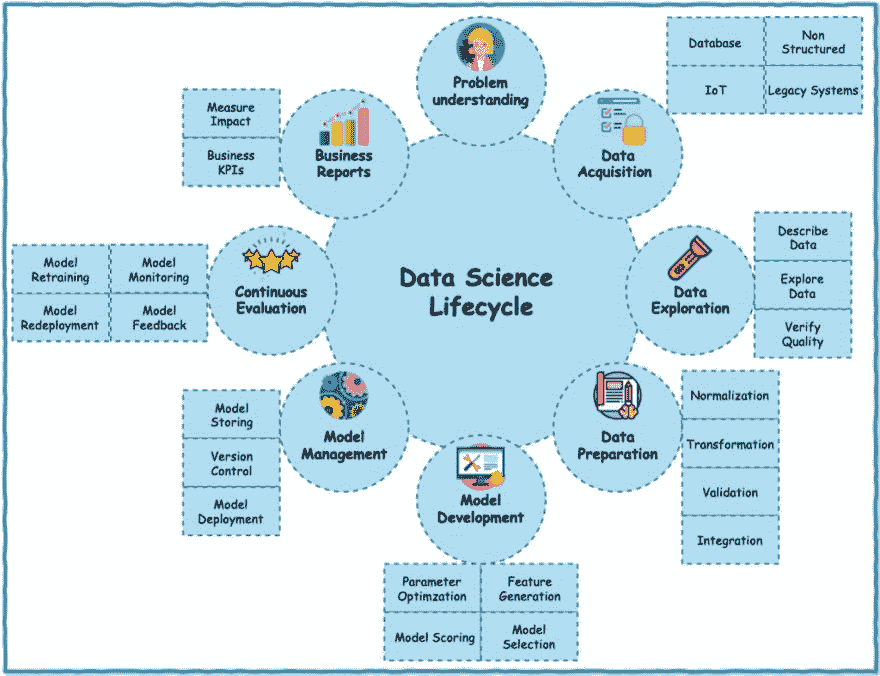 Problem
understanding
Database
Non
Structured
IoT
Legacy Systems
Data
Acquisition
Describe
Data
Explore
Data
Verify
Quality
Data
Exploration
Normalization
Transformation
Validation
Integration
Data
Preparation
Model
Development
Parameter
Optimzation
Feature
Generation
Model Scoring
Model
Selection
Model
Management
Model
Storing
Version
Control
Model
Deployment
Continuous
Evaluation
Model
Retraining
Model
Monitoring
Model
Redeployment
Model
Feedback
Business
Reports
Measure
Impact
Business
KPIs
Data Science
Lifecycle